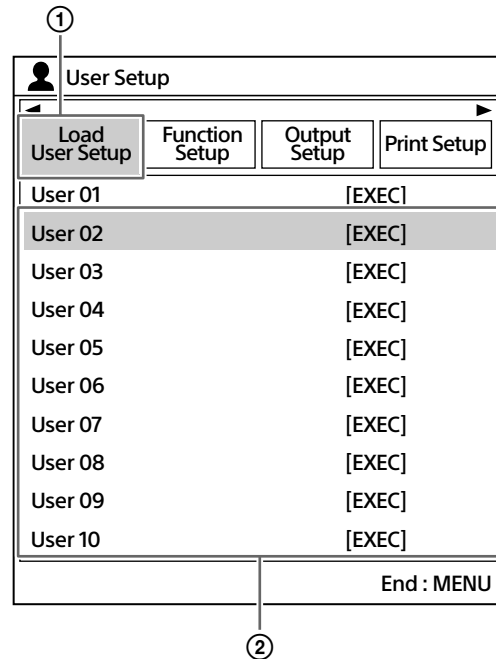 ①
User Setup
Load User Setup
Function Setup
Output Setup
Print Setup
User 01 [EXEC]
User 02 [EXEC]
User 03 [EXEC]
User 04 [EXEC]
User 05 [EXEC]
User 06 [EXEC]
User 07 [EXEC]
User 08 [EXEC]
User 09 [EXEC]
User 10 [EXEC]
End : MENU
②